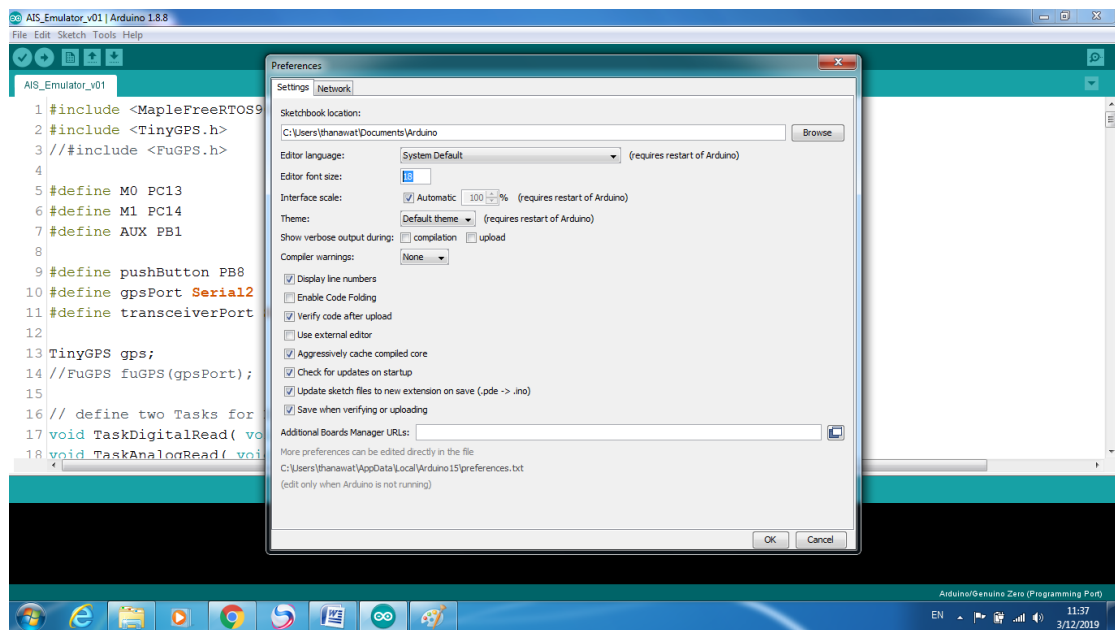 AIS_Emulator_v01 | Arduino 1.8.8
File Edit Sketch Tools Help
AIS_Emulator_v01
1 #include <MapleFreeRTOS9
2 #include <TinyGPS.h>
3 //#include <FuGPS.h>
4
5 #define M0 PC13
6 #define M1 PC14
7 #define AUX PB1
8
9 #define pushButton PB8
10 #define gpsPort Serial2
11 #define transceiverPort
12
13 TinyGPS gps;
14 //FuGPS fuGPS(gpsPort);
15
16 // define two Tasks for
17 void TaskDigitalRead( vo
18 void TaskAnalogRead( voi
Preferences
Settings Network
Sketchbook location:
C:\Users\thanawat\Documents\Arduino Browse
Editor language: System Default (requires restart of Arduino)
Editor font size: 18
Interface scale: Automatic 100 % (requires restart of Arduino)
Theme: Default theme (requires restart of Arduino)
Show verbose output during: compilation upload
Compiler warnings: None
Display line numbers
Enable Code Folding
Verify code after upload
Use external editor
Aggressively cache compiled core
Check for updates on startup
Update sketch files to new extension on save (.pde -> .ino)
Save when verifying or uploading
Additional Boards Manager URLs:
More preferences can be edited directly in the file
C:\Users\thanawat\AppData\Local\Arduino15\preferences.txt
(edit only when Arduino is not running)
OK Cancel
Arduino/Genuino Zero (Programming Port)
EN 11:37
3/12/2019